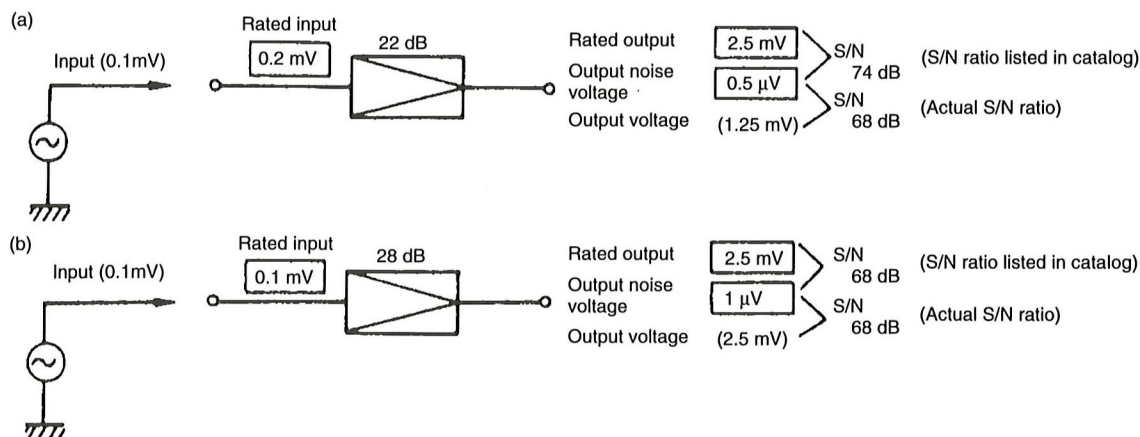 (a)
Rated input
22 dB
Input (0.1mV)
0.2 mV
Rated output
2.5 mV
S/N
74 dB
(S/N ratio listed in catalog)
Output noise
voltage
0.5 μV
S/N
68 dB
(Actual S/N ratio)
Output voltage
(1.25 mV)
(b)
Rated input
28 dB
Input (0.1mV)
0.1 mV
Rated output
2.5 mV
S/N
68 dB
(S/N ratio listed in catalog)
Output noise
voltage
1 μV
S/N
68 dB
(Actual S/N ratio)
Output voltage
(2.5 mV)